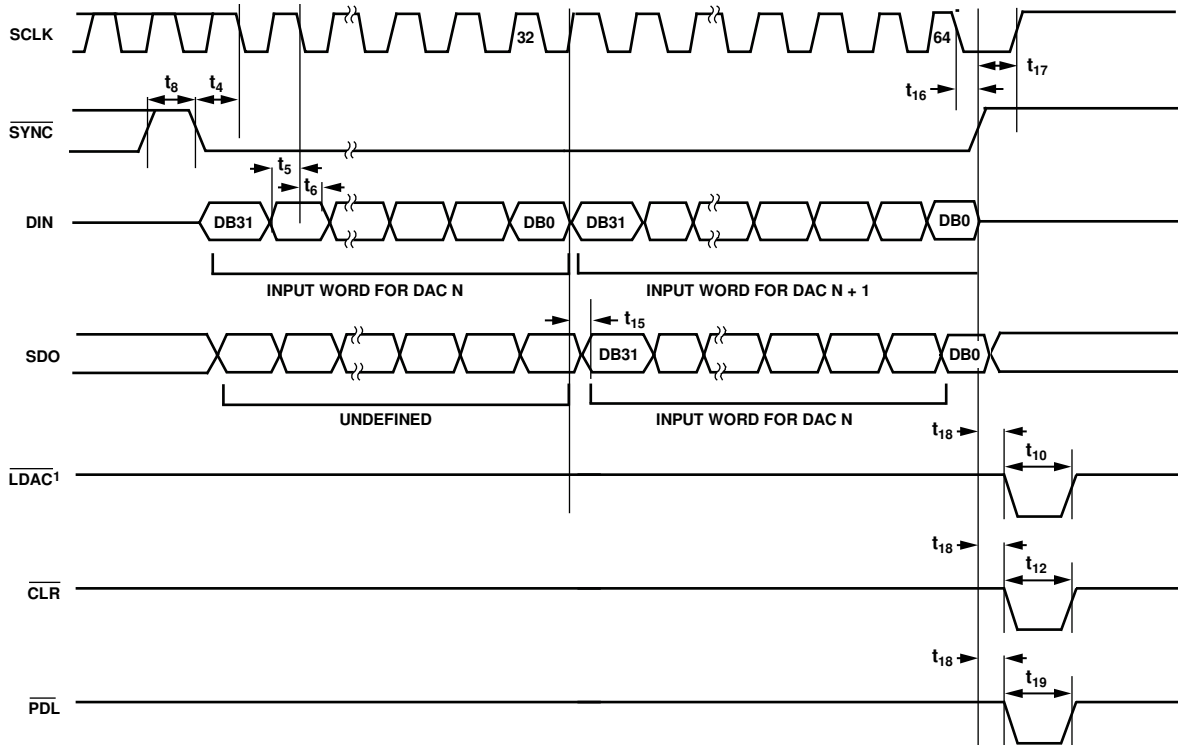 SCLK
32
64
t17
t8
t4
t16
SYNC
t5
t6
DIN
DB31
DB0
DB31
DB0
INPUT WORD FOR DAC N
INPUT WORD FOR DAC N + 1
t15
SDO
DB31
DB0
UNDEFINED
INPUT WORD FOR DAC N
t18
t10
LDAC1
t18
t12
CLR
t18
t19
PDL